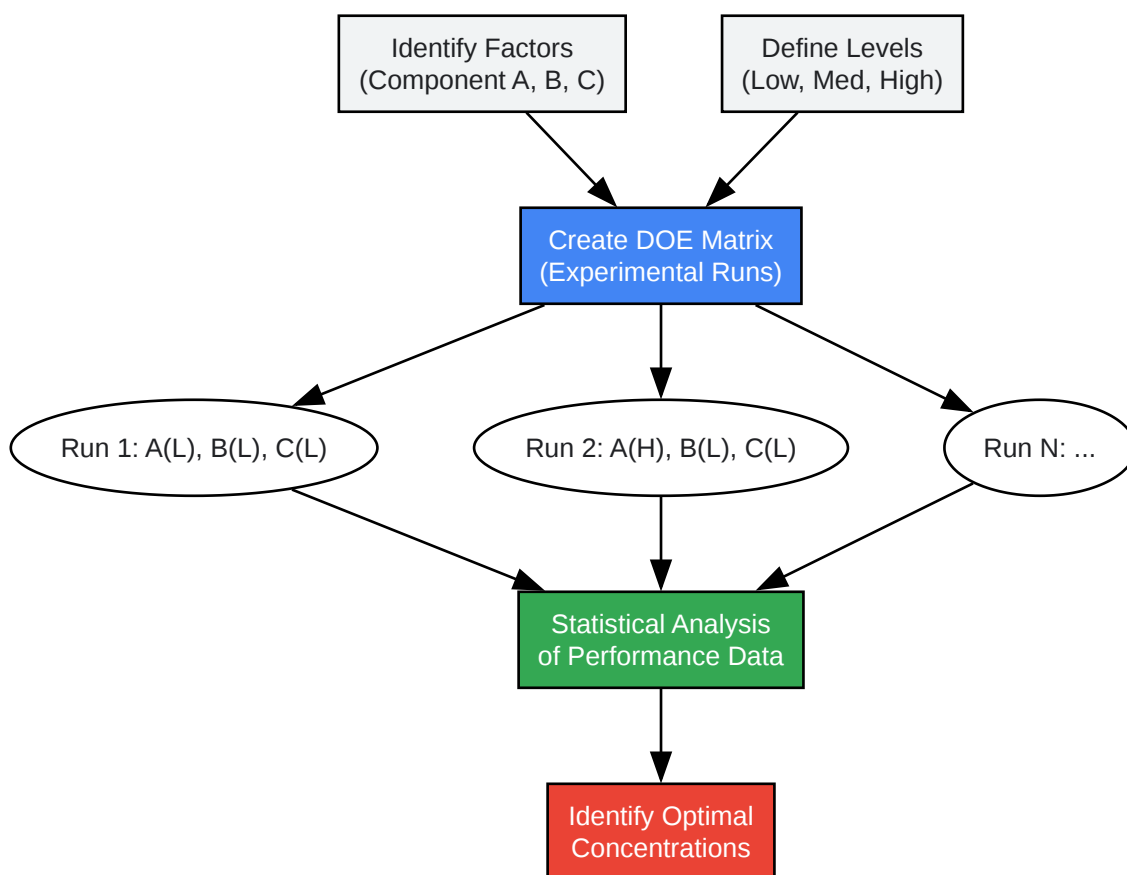 Identify Factors
(Component A, B, C)
Define Levels
(Low, Med, High)
Create DOE Matrix
(Experimental Runs)
Run 1: A(L), B(L), C(L)
Run 2: A(H), B(L), C(L)
Run N: ...
Statistical Analysis
of Performance Data
Identify Optimal
Concentrations